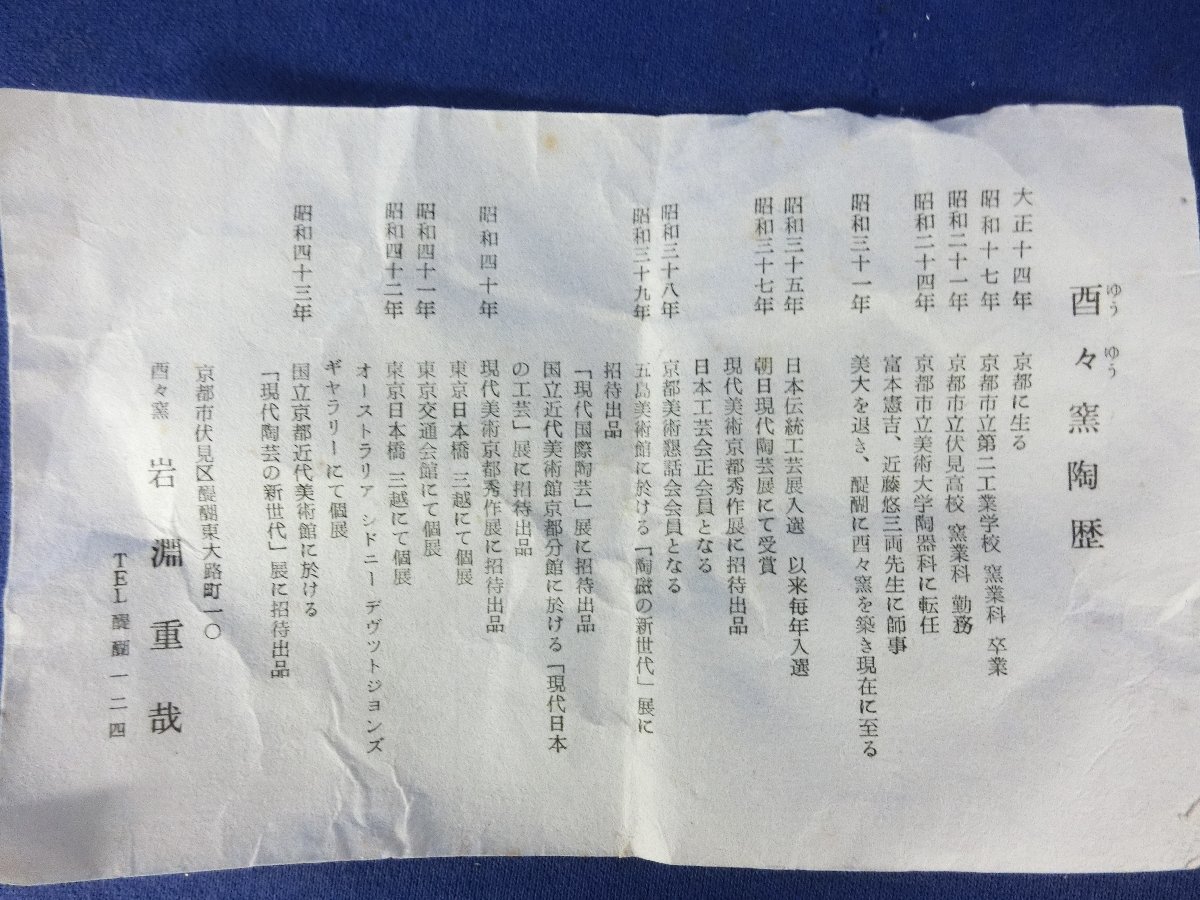 酉々窯陶歴
ゆう ゆう
大正十四年 京都に生る
昭和十七年 京都市立第二工業学校 窯業科 卒業
昭和二十一年 京都市立伏見高校 窯業科 勤務
昭和二十四年 京都市立美術大学陶器科に転任
富本憲吉、近藤悠三両先生に師事
昭和三十一年 美大を退き、醍醐に酉々窯を築き現在に至る
昭和三十五年 日本伝統工芸展入選 以来毎年入選
昭和三十七年 朝日現代陶芸展にて受賞
現代美術京都秀作展に招待出品
日本工芸会正会員となる
昭和三十八年 京都美術懇話会会員となる
昭和三十九年 五島美術館に於ける「陶磁の新世代」展に
招待出品
「現代国際陶芸」展に招待出品
国立近代美術館京都分館に於ける「現代日本
の工芸」展に招待出品
昭和四十年 現代美術京都秀作展に招待出品
東京日本橋 三越にて個展
昭和四十一年 東京交通会館にて個展
昭和四十二年 東京日本橋 三越にて個展
オーストラリア シドニー デヴットジョンズ
ギャラリーにて個展
昭和四十三年 国立京都近代美術館に於ける
「現代陶芸の新世代」展に招待出品
京都市伏見区醍醐東大路町一〇
酉々窯 岩淵重哉
TEL 醍醐 一二四